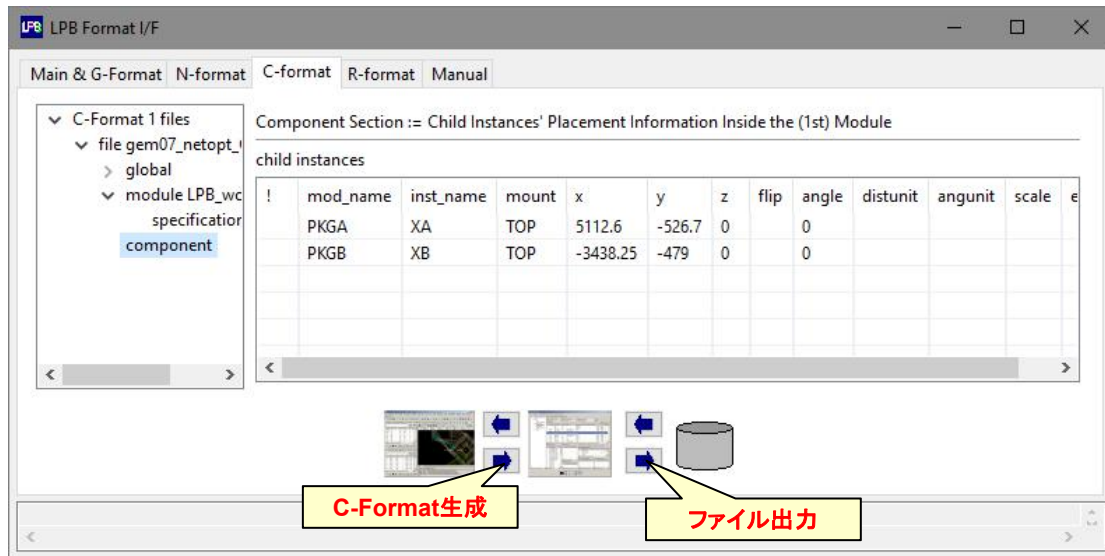 LPB LPB Format I/F
Main & G-Format N-format C-format R-format Manual
C-Format 1 files
file gem07_netopt_
global
module LPB_wc
specification
component
Component Section := Child Instances' Placement Information Inside the (1st) Module
child instances
! mod_name inst_name mount x y z flip angle distunit angunit scale e
PKGA XA TOP 5112.6 -526.7 0 0
PKGB XB TOP -3438.25 -479 0 0
C-Format生成
ファイル出力